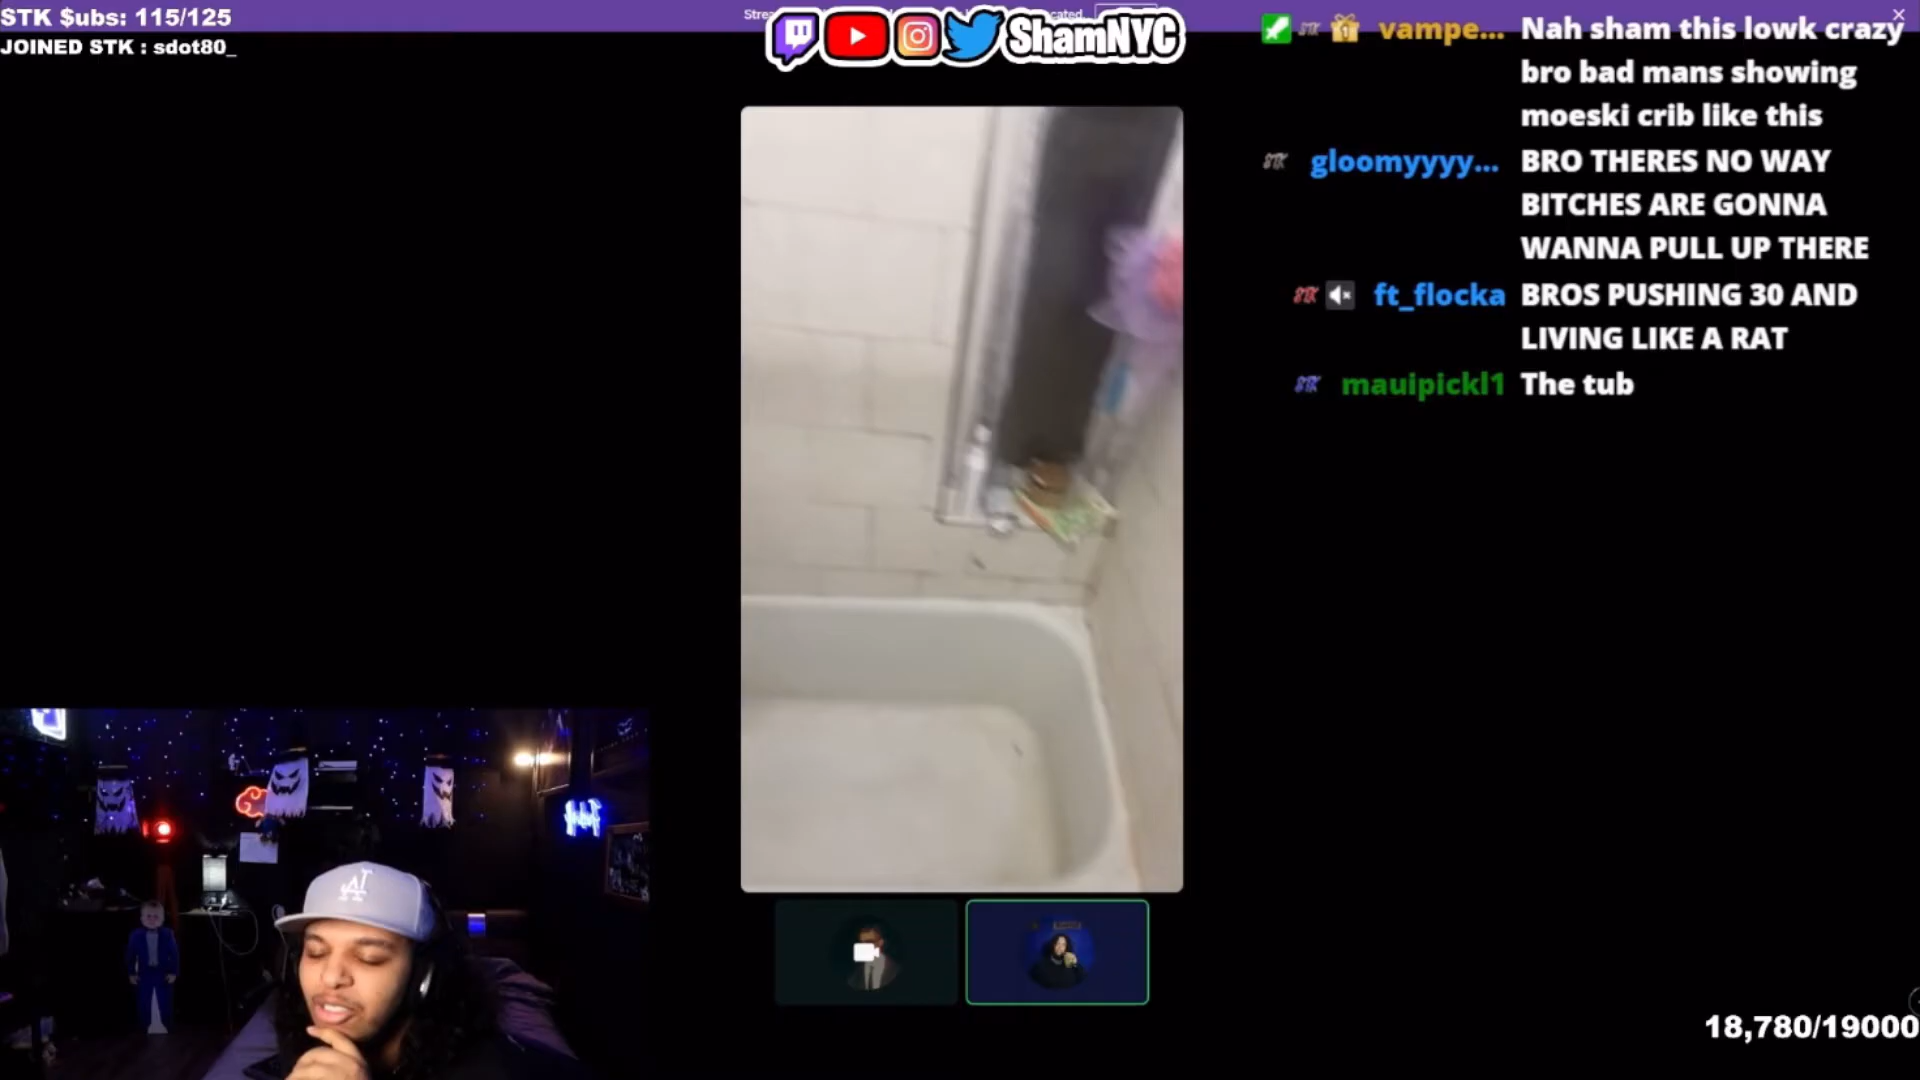 STK $ubs: 115/125
JOINED STK : sdot80_
ShamNYC
vampe... Nah sham this lowk crazy
bro bad mans showing
moeski crib like this
gloomyyyy... BRO THERES NO WAY
BITCHES ARE GONNA
WANNA PULL UP THERE
ft_flocka BROS PUSHING 30 AND
LIVING LIKE A RAT
mauipickl1 The tub
LA
18,780/19000